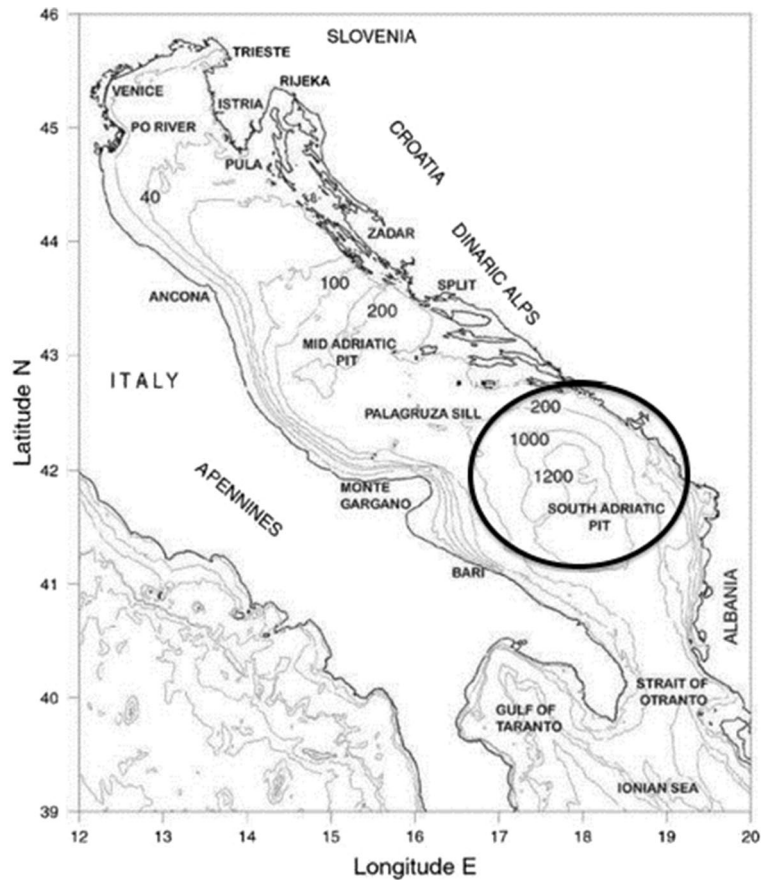 46
SLOVENIA
TRIESTE
VENICE
RIJEKA
ISTRIA
45
PO RIVER
CROATIA
PULA
40
44
ZADAR
DINARIC ALPS
ANCONA
100
SPLIT
200
43
MID ADRIATIC
PIT
ITALY
PALAGRUZA SILL
200
1000
42
1200
APENNINES
MONTE
GARGANO
SOUTH ADRIATIC
PIT
41
BARI
ALBANIA
40
STRAIT OF
OTRANTO
GULF OF
TARANTO
IONIAN SEA
39
12
13
14
15
16
17
18
19
20
Latitude N
Longitude E